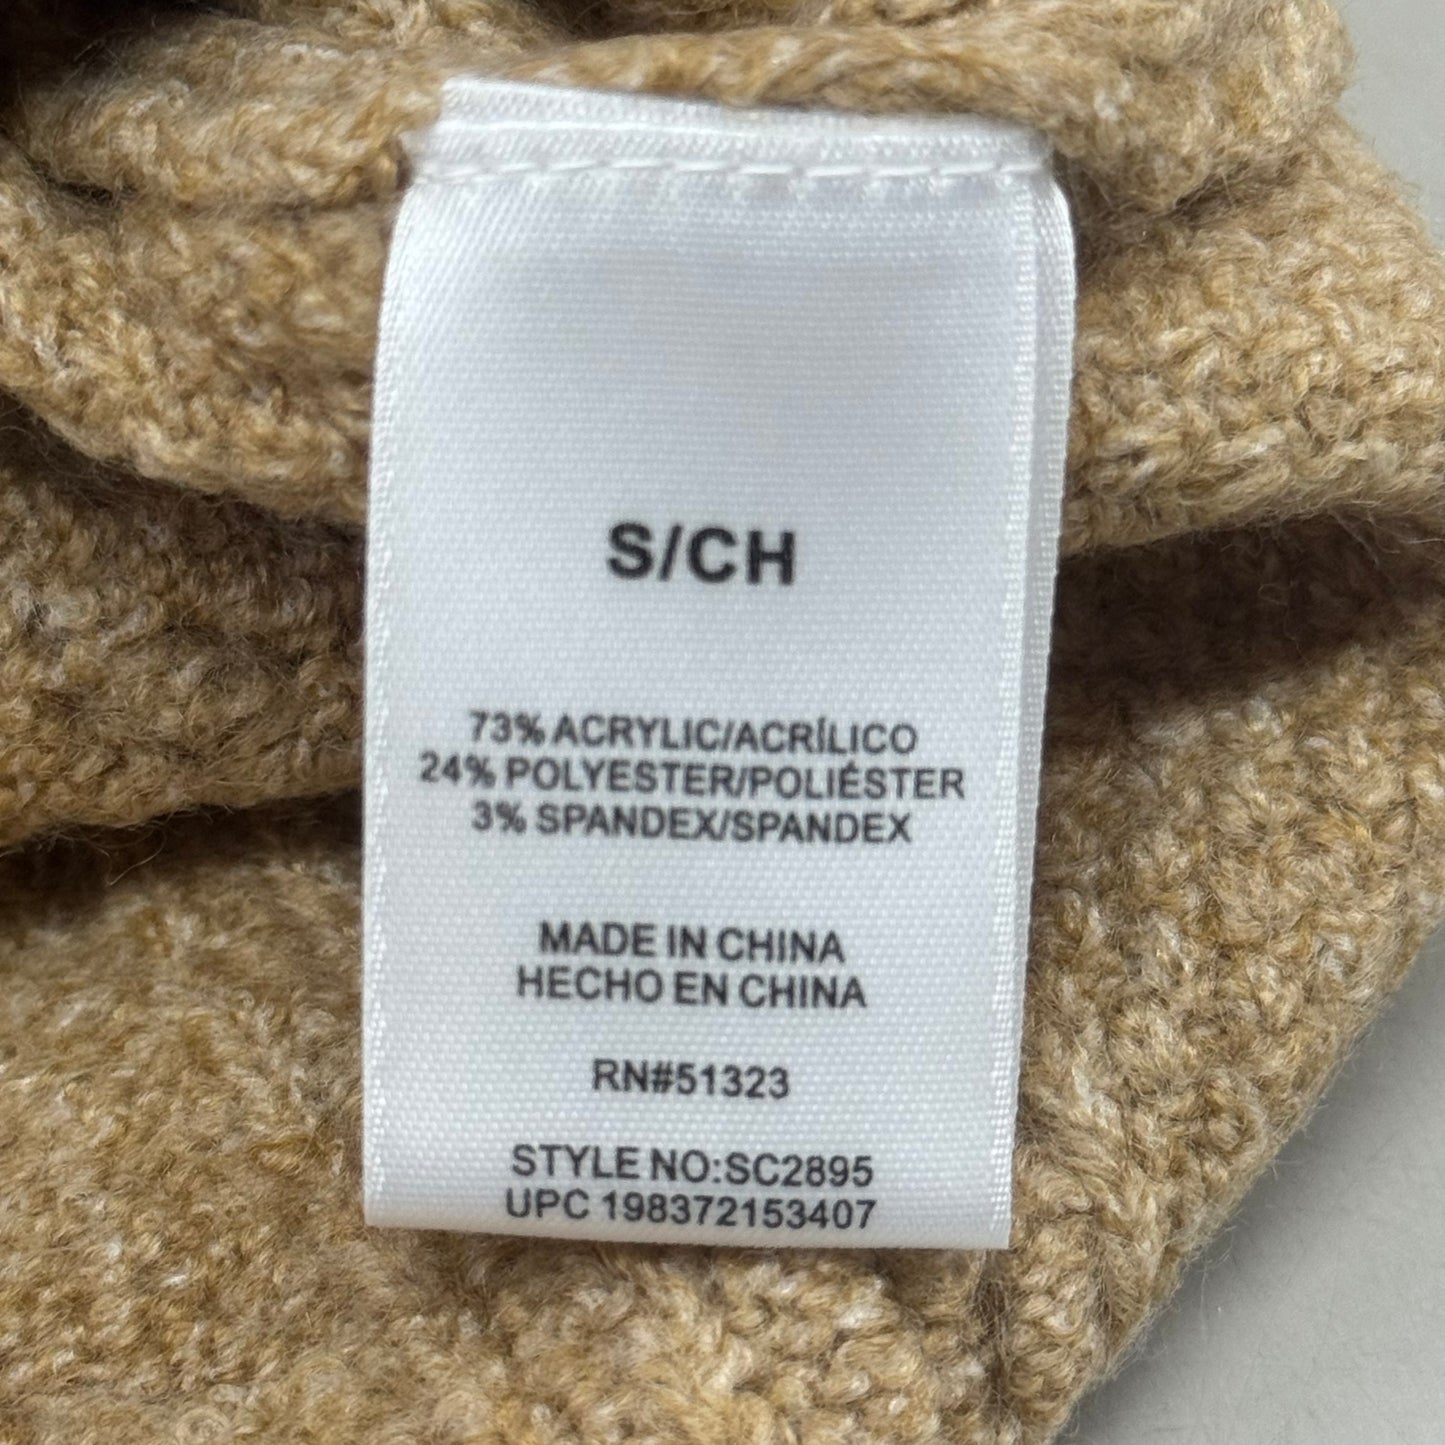 S/CH
73% ACRYLIC/ACRÍLICO
24% POLYESTER/POLIÉSTER
3% SPANDEX/SPANDEX
MADE IN CHINA
HECHO EN CHINA
RN#51323
STYLE NO:SC2895
UPC 198372153407